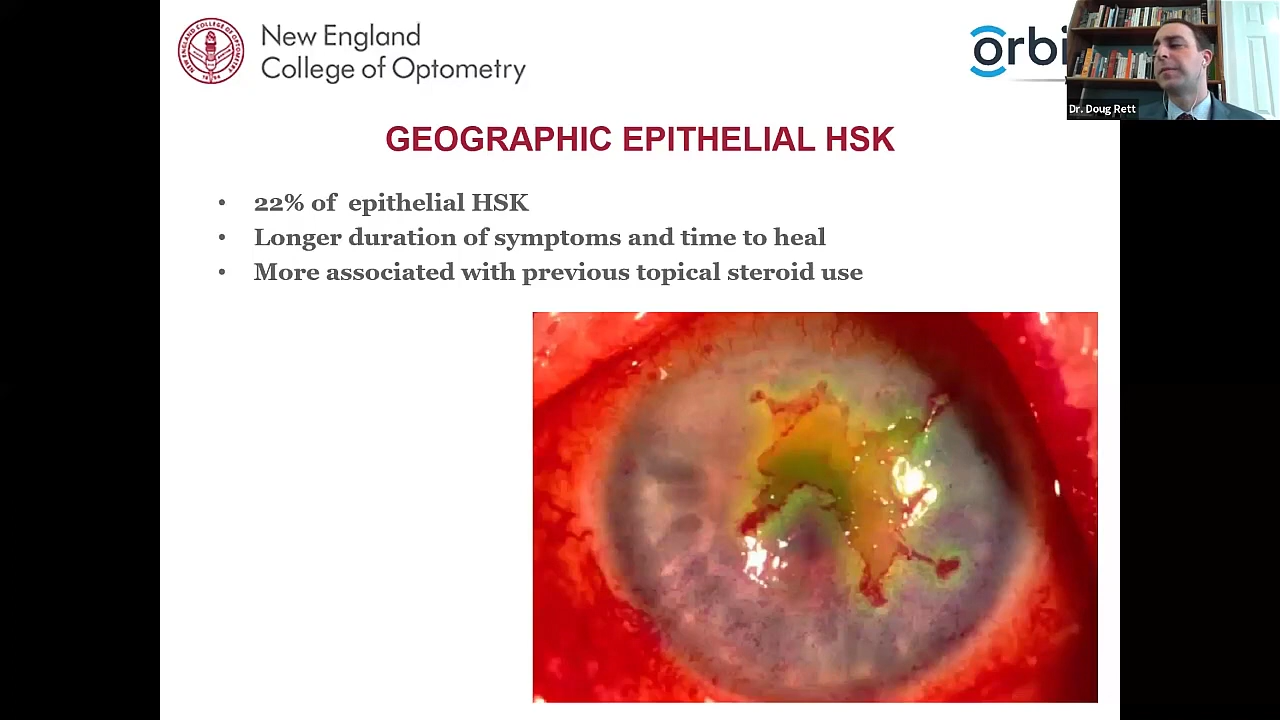 New England
College of Optometry
orbi
Dr. Doug Rett
GEOGRAPHIC EPITHELIAL HSK
• 22% of epithelial HSK
• Longer duration of symptoms and time to heal
• More associated with previous topical steroid use